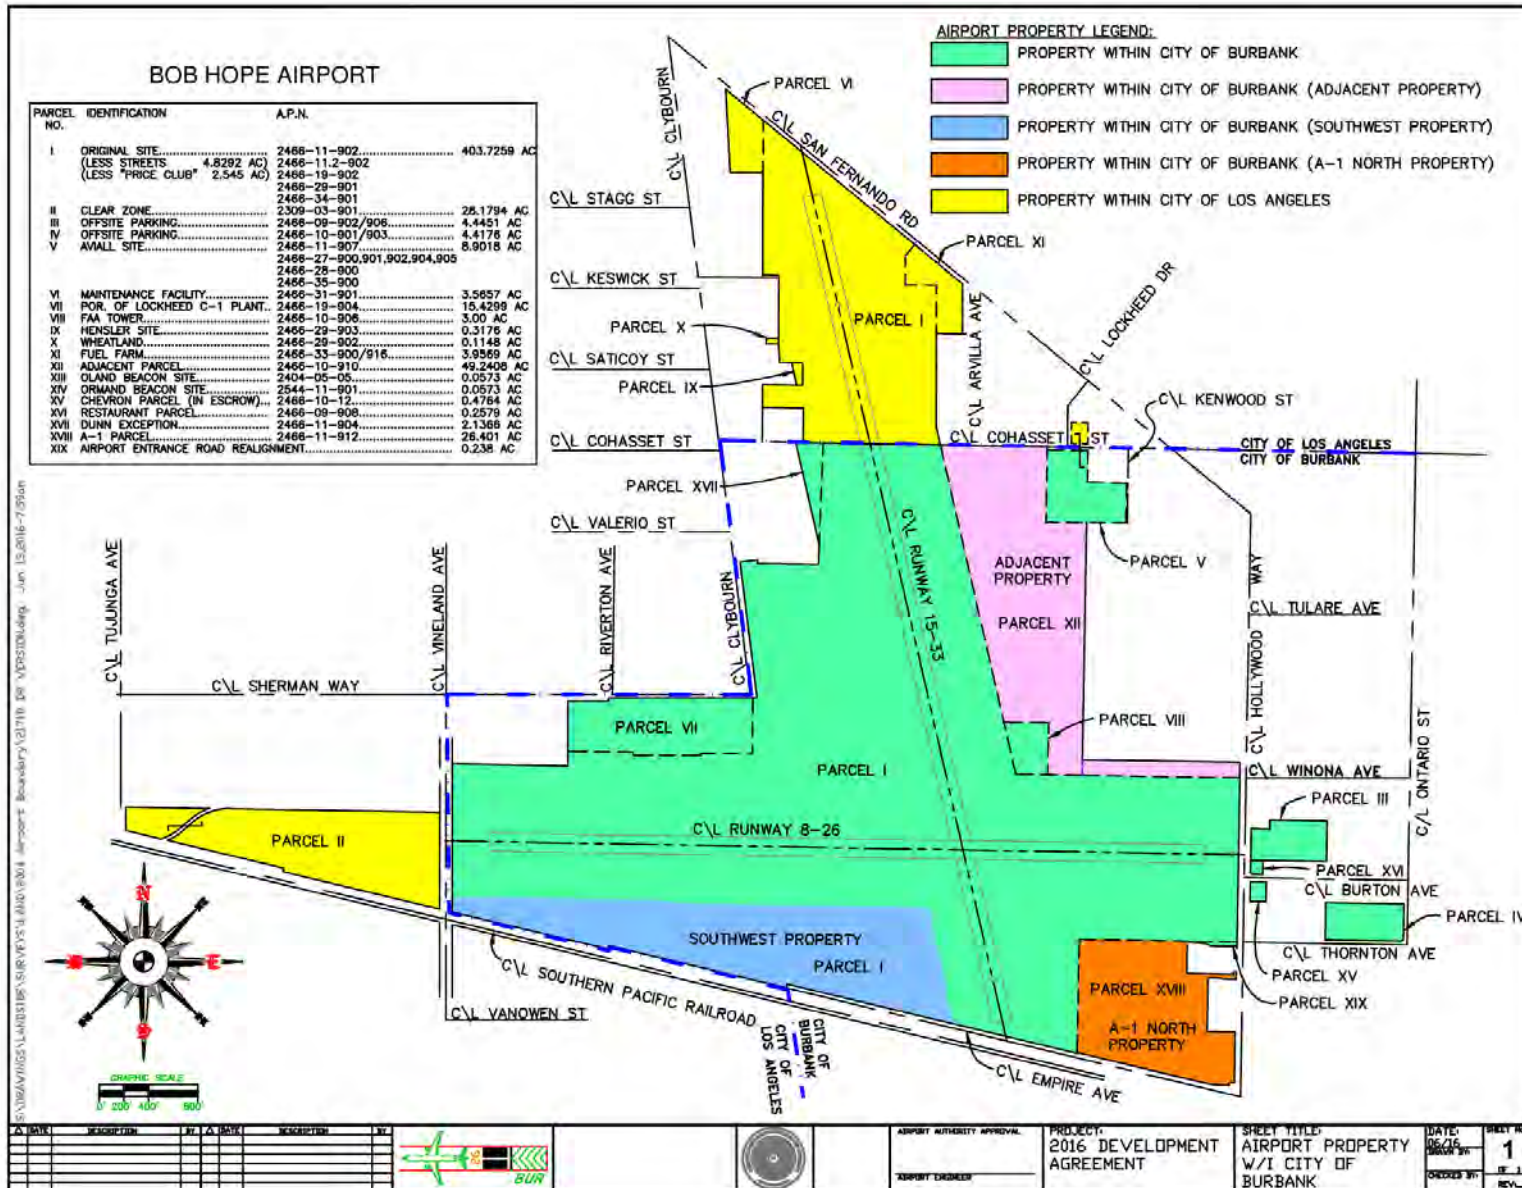 BOB HOPE AIRPORT
PARCEL NO. IDENTIFICATION A.P.N.
I ORIGINAL SITE 2466-11-902 403.7259 AC
(LESS STREETS 4.8292 AC) 2466-11.2-902
(LESS "PRICE CLUB" 2.545 AC) 2466-19-902
2466-29-901
2466-34-901
II CLEAR ZONE 2309-03-901 28.1794 AC
III OFFSITE PARKING 2466-09-902/906 4.4451 AC
IV OFFSITE PARKING 2466-10-901/903 4.4176 AC
V AVIALL SITE 2466-11-907 8.9018 AC
2466-27-900,901,902,904,905
2466-28-900
2466-35-900
VI MAINTENANCE FACILITY 2466-31-901 3.5657 AC
VII POR. OF LOCKHEED C-1 PLANT 2466-19-904 15.4299 AC
VIII FAA TOWER 2466-10-906 3.00 AC
IX HENSLER SITE 2466-29-903 0.3176 AC
X WHEATLAND 2466-29-902 0.1148 AC
XI FUEL FARM 2466-33-900/916 3.9569 AC
XII ADJACENT PARCEL 2466-10-910 49.2408 AC
XIII OLAND BEACON SITE 2404-05-05 0.0573 AC
XIV ORMAND BEACON SITE 2544-11-901 0.0573 AC
XV CHEVRON PARCEL (IN ESCROW) 2466-10-12 0.4764 AC
XVI RESTAURANT PARCEL 2466-09-908 0.2579 AC
XVII DUNN EXCEPTION 2466-11-904 2.1366 AC
XVIII A-1 PARCEL 2466-11-912 26.401 AC
XIX AIRPORT ENTRANCE ROAD REALIGNMENT 0.238 AC
AIRPORT PROPERTY LEGEND:
PROPERTY WITHIN CITY OF BURBANK
PROPERTY WITHIN CITY OF BURBANK (ADJACENT PROPERTY)
PROPERTY WITHIN CITY OF BURBANK (SOUTHWEST PROPERTY)
PROPERTY WITHIN CITY OF BURBANK (A-1 NORTH PROPERTY)
PROPERTY WITHIN CITY OF LOS ANGELES
C\L CLYBOURN
PARCEL VI
C\L SAN FERNANDO RD
C\L STAGG ST
PARCEL XI
C\L KESWICK ST
C\L LOCKHEED DR
PARCEL X
PARCEL I
C\L ARVILLA AVE
C\L SATICOY ST
PARCEL IX
C\L KENWOOD ST
C\L COHASSET ST
C\L COHASSET ST
CITY OF LOS ANGELES
CITY OF BURBANK
PARCEL XVII
C\L VALERIO ST
C\L RUNWAY 15-33
ADJACENT
PROPERTY
PARCEL XII
PARCEL V
C\L TUJUNGA AVE
C\L VINELAND AVE
C\L RIVERTON AVE
C\L CLYBOURN
C\L HOLLYWOOD WAY
C\L TULARE AVE
C\L SHERMAN WAY
PARCEL VII
PARCEL VIII
C/L ONTARIO ST
PARCEL I
C\L WINONA AVE
PARCEL III
PARCEL II
C\L RUNWAY 8-26
PARCEL XVI
C\L BURTON AVE
PARCEL IV
SOUTHWEST PROPERTY
PARCEL I
C\L THORNTON AVE
PARCEL XV
PARCEL XVIII
PARCEL XIX
A-1 NORTH
PROPERTY
C\L SOUTHERN PACIFIC RAILROAD
C\L VANOWEN ST
CITY OF
BURBANK
CITY OF
LOS ANGELES
C\L EMPIRE AVE
N
E
GRAPHIC SCALE
0' 200' 400' 800'
DATE DESCRIPTION BY DATE DESCRIPTION BY
26
BUR
AIRPORT AUTHORITY APPROVAL
AIRPORT ENGINEER
PROJECT:
2016 DEVELOPMENT
AGREEMENT
SHEET TITLE:
AIRPORT PROPERTY
W/I CITY OF
BURBANK
DATE:
06/16
DRAWN BY:
CHECKED BY:
1
OF 1